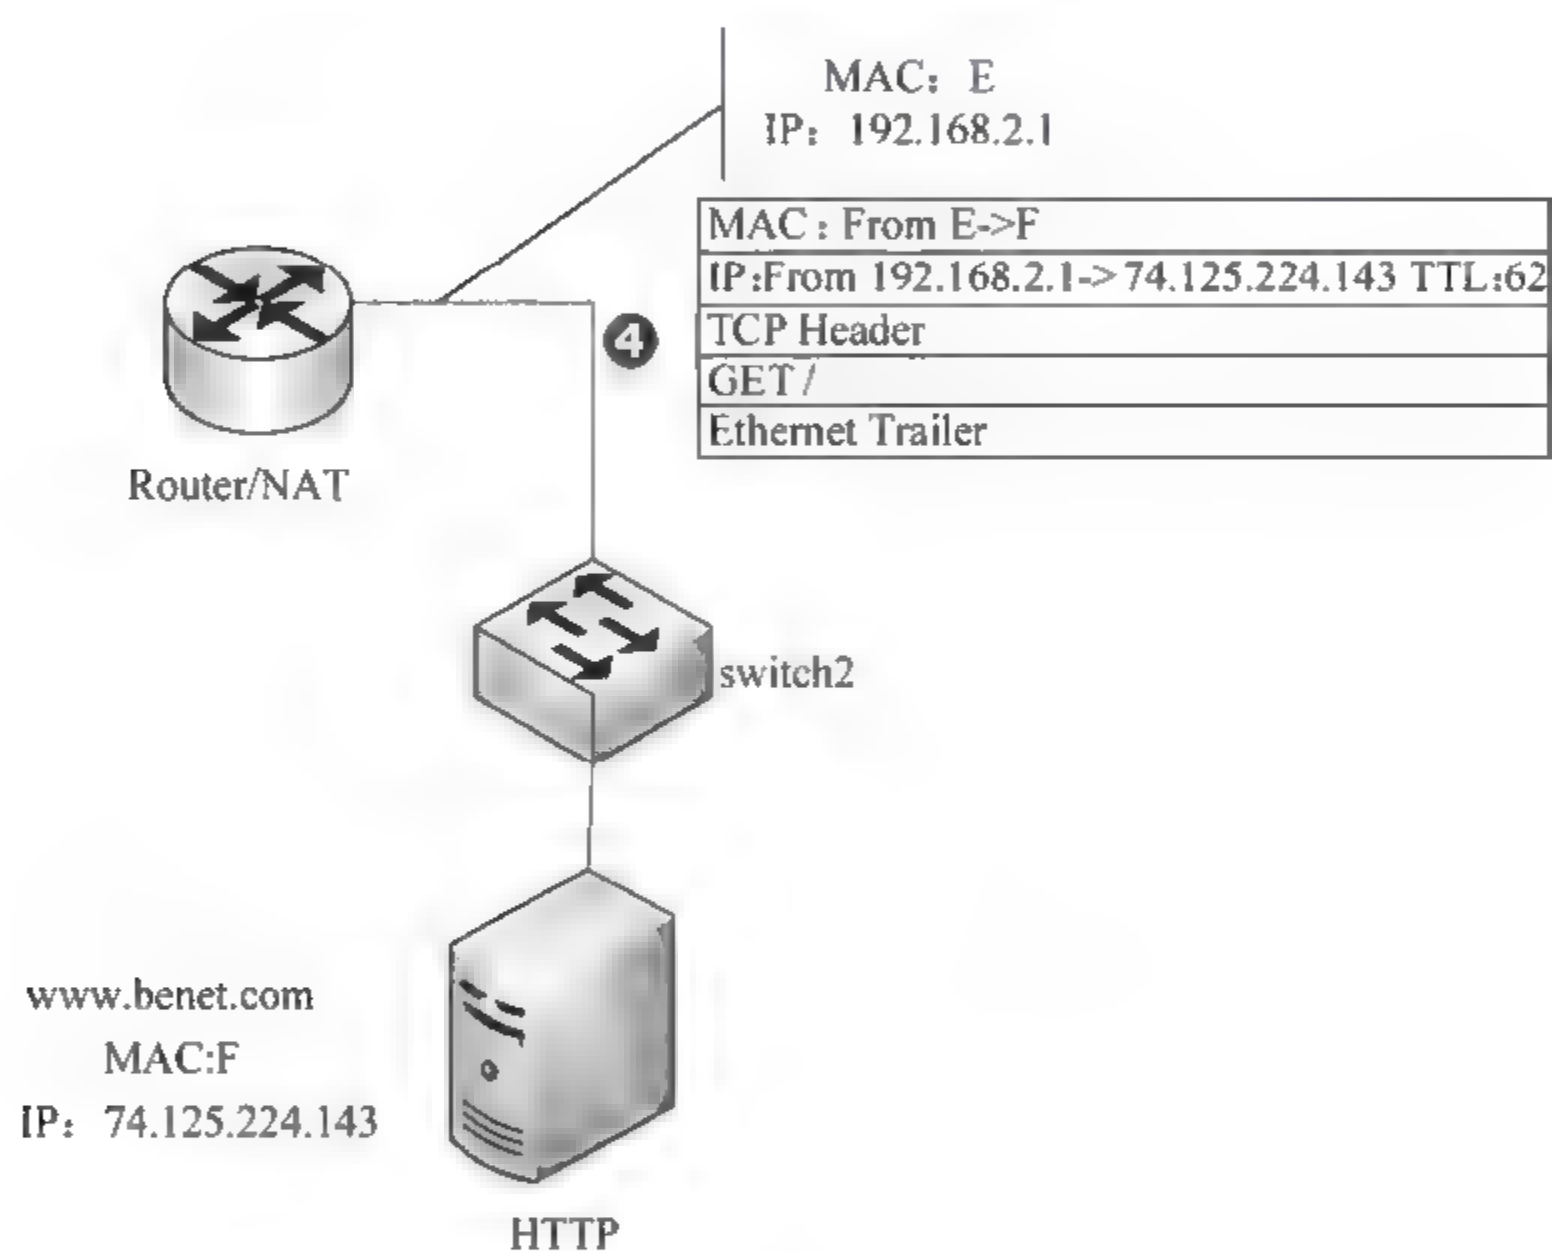 MAC： E
IP： 192.168.2.1
MAC : From E->F
IP:From 192.168.2.1->74.125.224.143 TTL:62
4
TCP Header
GET /
Ethernet Trailer
Router/NAT
switch2
www.benet.com
MAC:F
IP： 74.125.224.143
HTTP